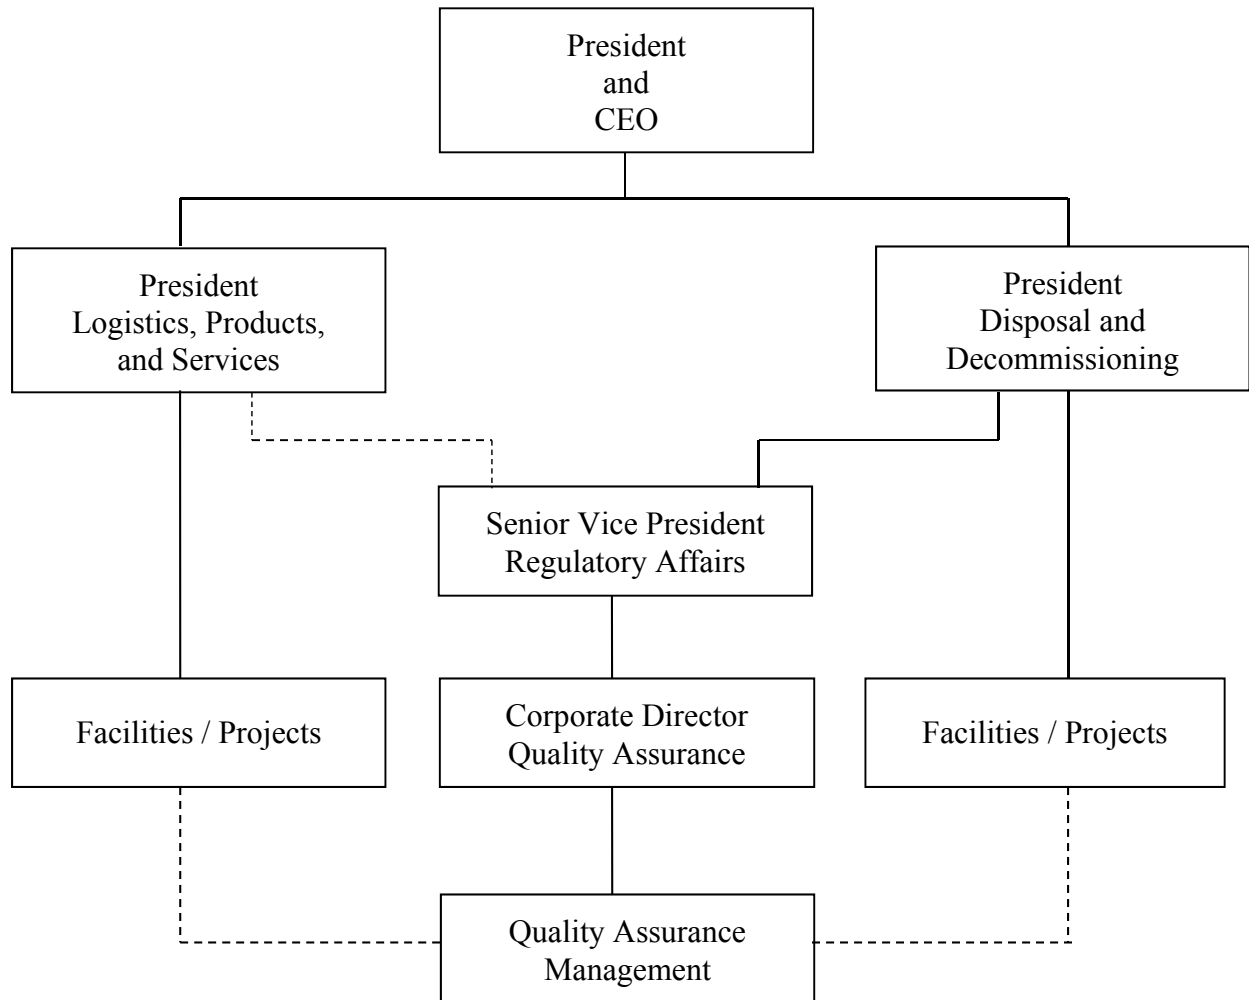 President
and
CEO
President
Logistics, Products,
and Services
President
Disposal and
Decommissioning
Senior Vice President
Regulatory Affairs
Facilities / Projects
Corporate Director
Quality Assurance
Facilities / Projects
Quality Assurance
Management